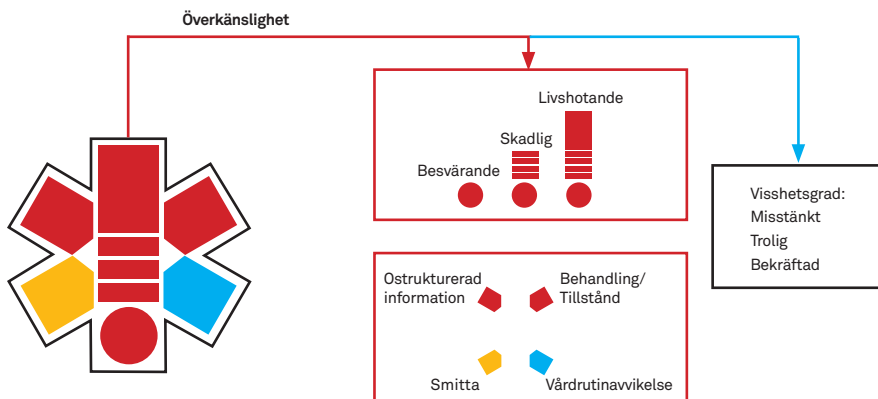 Överkänslighet
Livshotande
Skadlig
Besvärande
Visshetsgrad:
Misstänkt
Trolig
Bekräftad
Ostrukturerad
information
Behandling/
Tillstånd
Smitta
Vårdrutinavvikelse